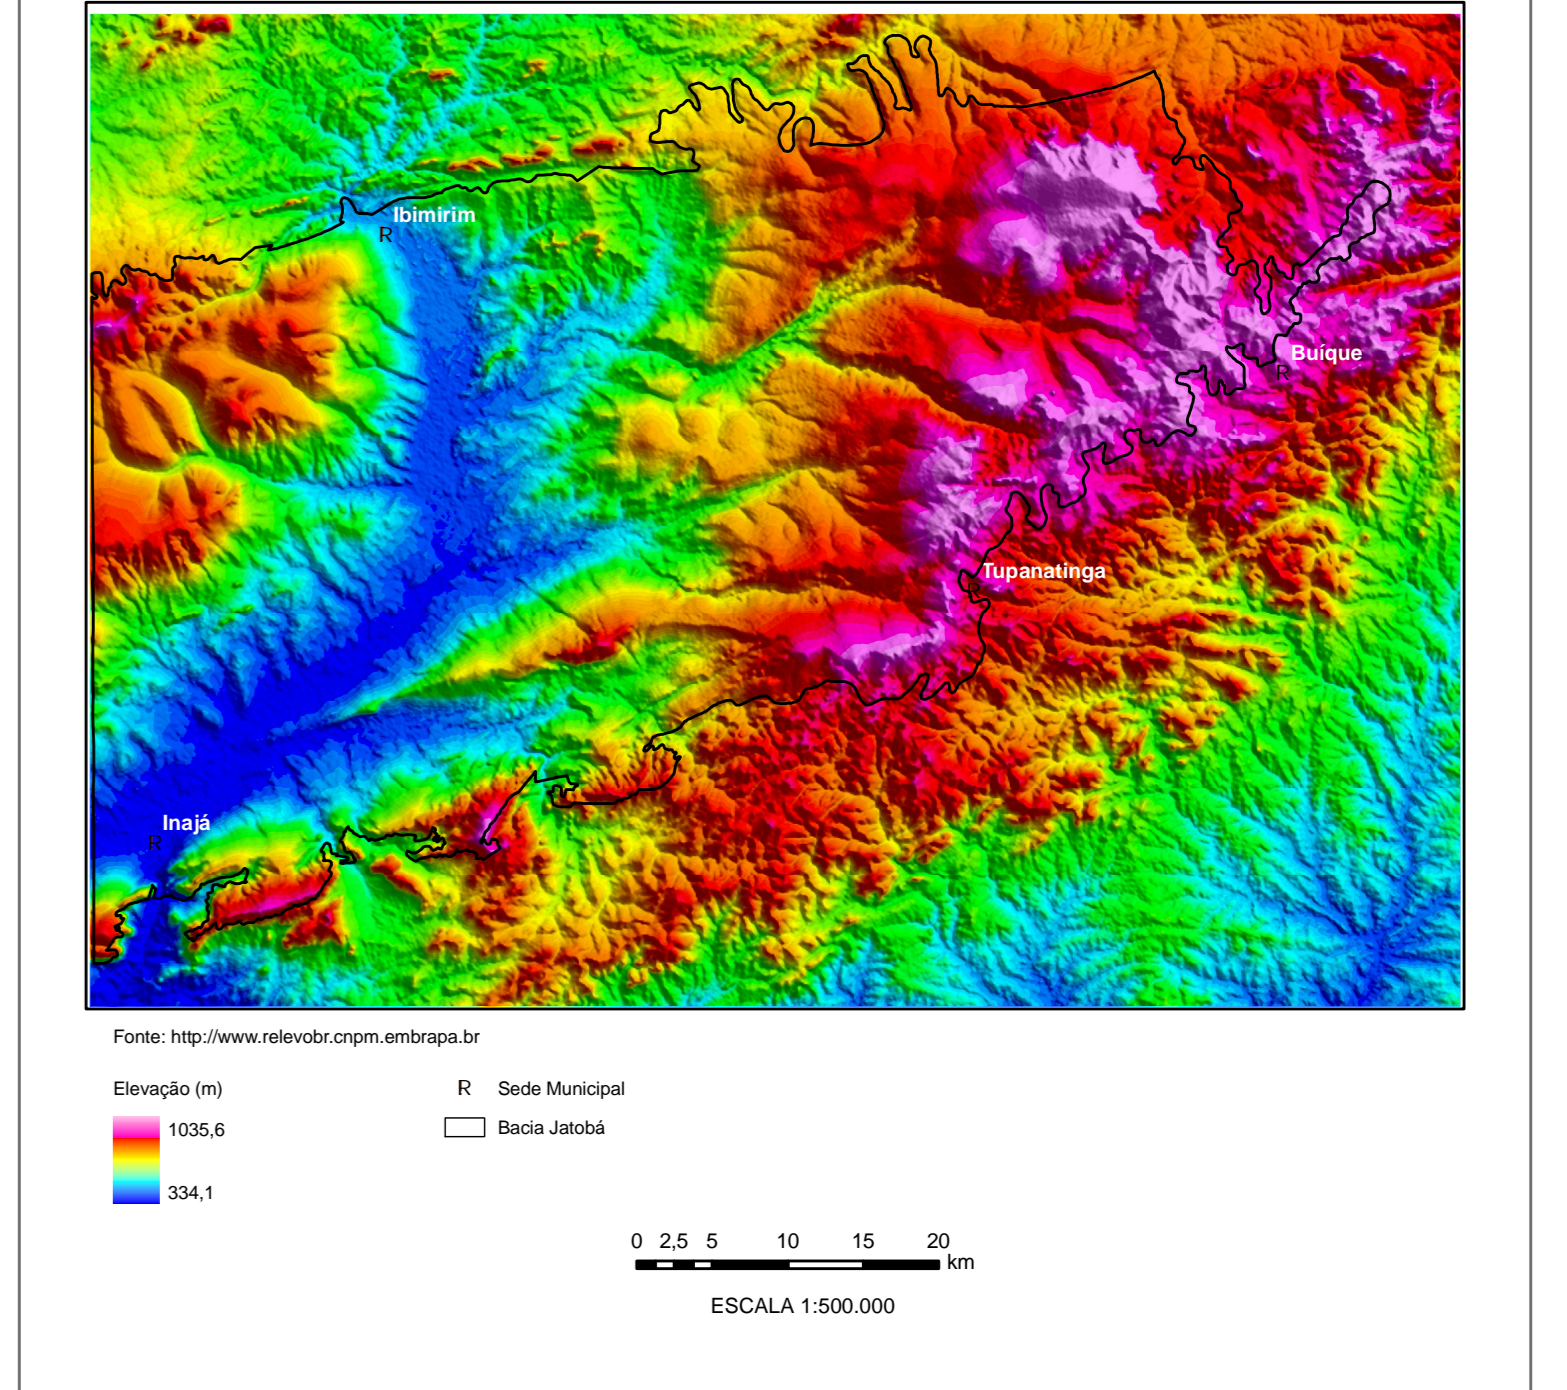 Ibimirim
R
Buíque
R
Tupanatinga
R
Inajá
R
Fonte: http://www.relevobr.cnpm.embrapa.br
Elevação (m)
1035,6
334,1
R Sede Municipal
Bacia Jatobá
0 2,5 5 10 15 20
km
ESCALA 1:500.000